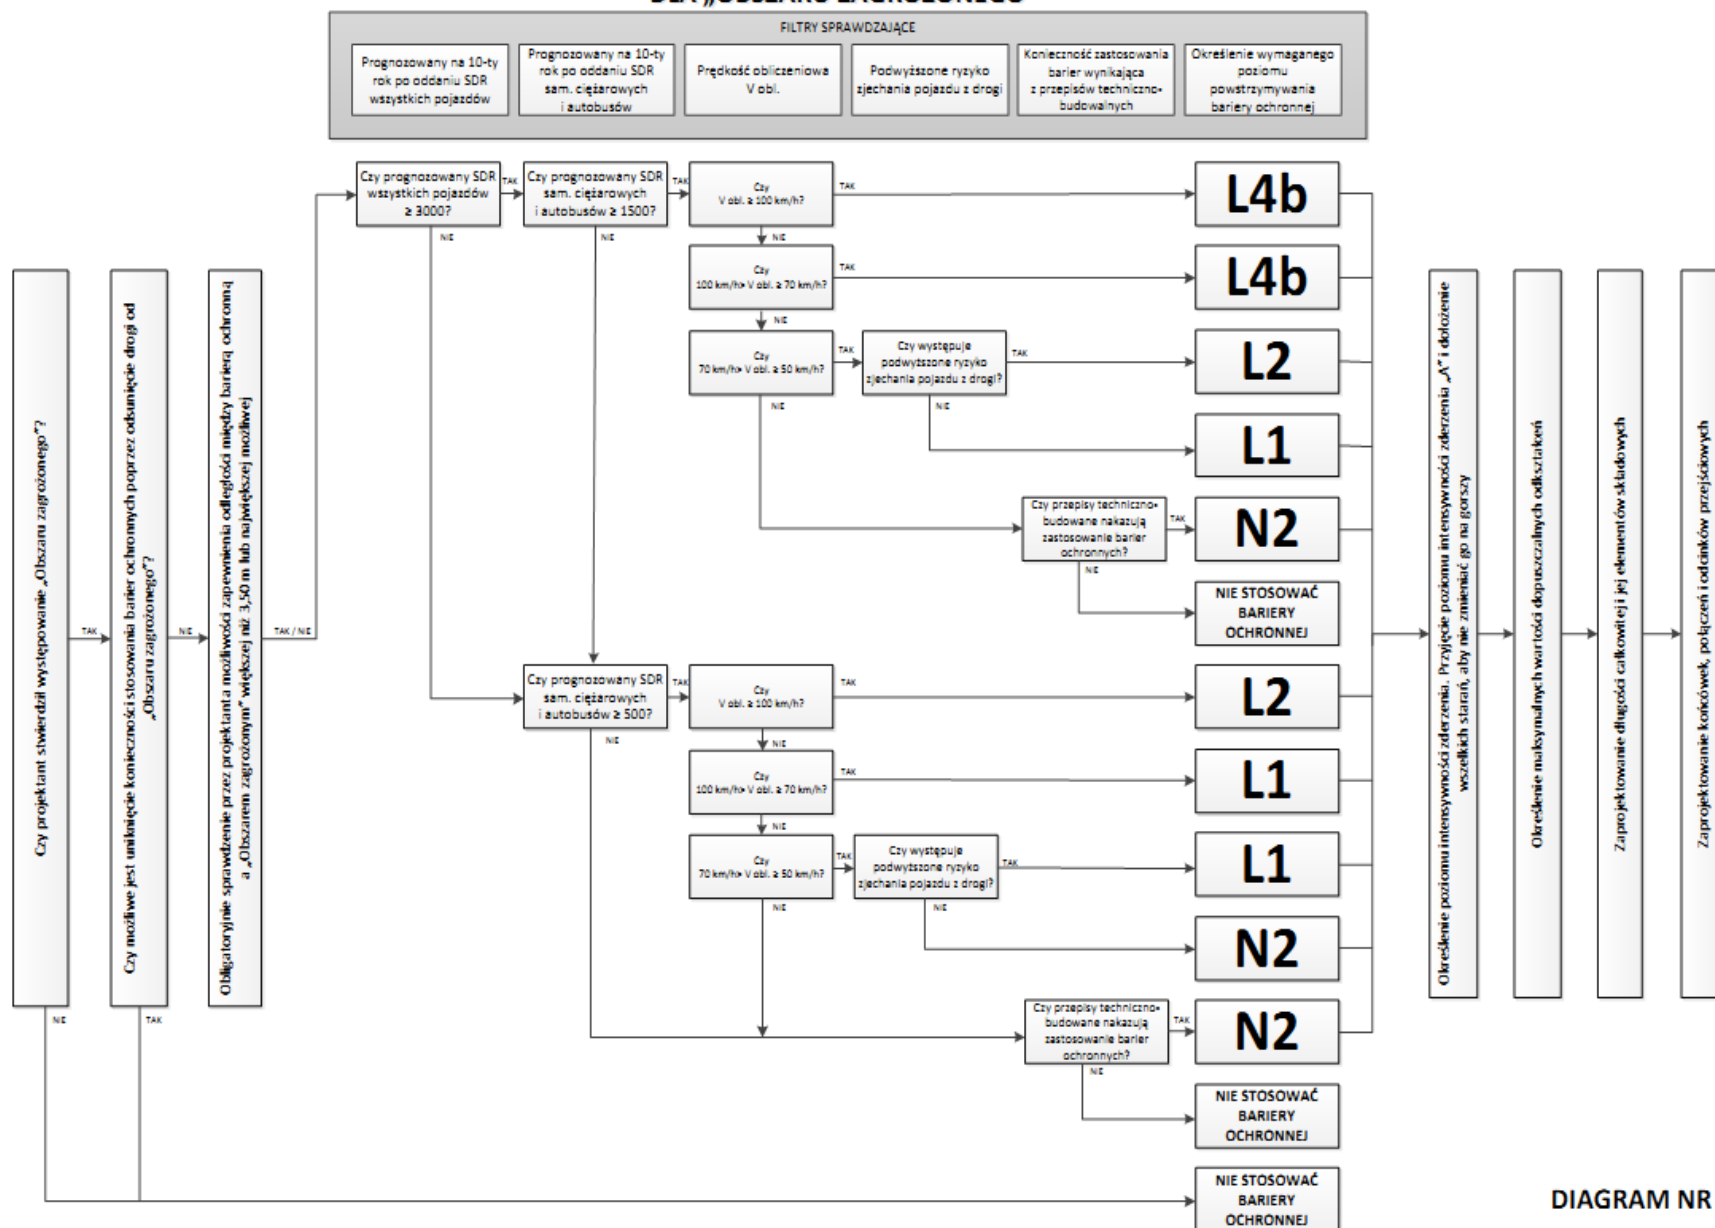 DLA „OBSZARU ZAGROŻONEGO"
FILTRY SPRAWDZAJĄCE
Prognozowany na 10-ty
rok po oddaniu SDR
wszystkich pojazdów
Prognozowany na 10-ty
rok po oddaniu SDR
sam. ciężarowych
i autobusów
Prędkość obliczeniowa
V obl.
Podwyższone ryzyko
zjechania pojazdu z drogi
Konieczność zastosowania
barier wynikająca
z przepisów techniczno-
budowalnych
Określenie wymaganego
poziomu
powstrzymywania
bariery ochronnej
Czy projektant stwierdził występowanie „Obszaru zagrożonego"?
TAK
NIE
Czy możliwe jest uniknięcie konieczności stosowania barier ochronnych poprzez odsunięcie drogi od
„Obszaru zagrożonego"?
NIE
TAK
Obligatoryjnie sprawdzenie przez projektanta możliwości zapewnienia odległości między barierą ochronną
a „Obszarem zagrożonym" większej niż 3,50 m lub największej możliwej
TAK / NIE
Czy prognozowany SDR
wszystkich pojazdów
≥ 3000?
TAK
NIE
Czy prognozowany SDR
sam. ciężarowych
i autobusów ≥ 1500?
TAK
NIE
Czy
V obl. ≥ 100 km/h?
TAK
NIE
L4b
Czy
100 km/h> V obl. ≥ 70 km/h?
TAK
NIE
L4b
Czy
70 km/h> V obl. ≥ 50 km/h?
TAK
NIE
Czy występuje
podwyższone ryzyko
zjechania pojazdu z drogi?
TAK
NIE
L2
L1
Czy przepisy techniczno-
budowane nakazują
zastosowanie barier
ochronnych?
TAK
NIE
N2
NIE STOSOWAĆ
BARIERY
OCHRONNEJ
Czy prognozowany SDR
sam. ciężarowych
i autobusów ≥ 500?
TAK
NIE
Czy
V obl. ≥ 100 km/h?
TAK
NIE
L2
Czy
100 km/h> V obl. ≥ 70 km/h?
TAK
NIE
L1
Czy
70 km/h> V obl. ≥ 50 km/h?
TAK
NIE
Czy występuje
podwyższone ryzyko
zjechania pojazdu z drogi?
TAK
NIE
L1
N2
Czy przepisy techniczno-
budowane nakazują
zastosowanie barier
ochronnych?
TAK
NIE
N2
NIE STOSOWAĆ
BARIERY
OCHRONNEJ
NIE STOSOWAĆ
BARIERY
OCHRONNEJ
Określenie poziomu intensywności zderzenia. Przyjęcie poziomu intensywności zderzenia „A" i dołożenie
wszelkich starań, aby nie zmieniać go na gorszy
Określenie maksymalnych wartości dopuszczalnych odkształceń
Zaprojektowanie długości całkowitej i jej elementów składowych
Zaprojektowanie końcówek, połączeń i odcinków przejściowych
DIAGRAM NR